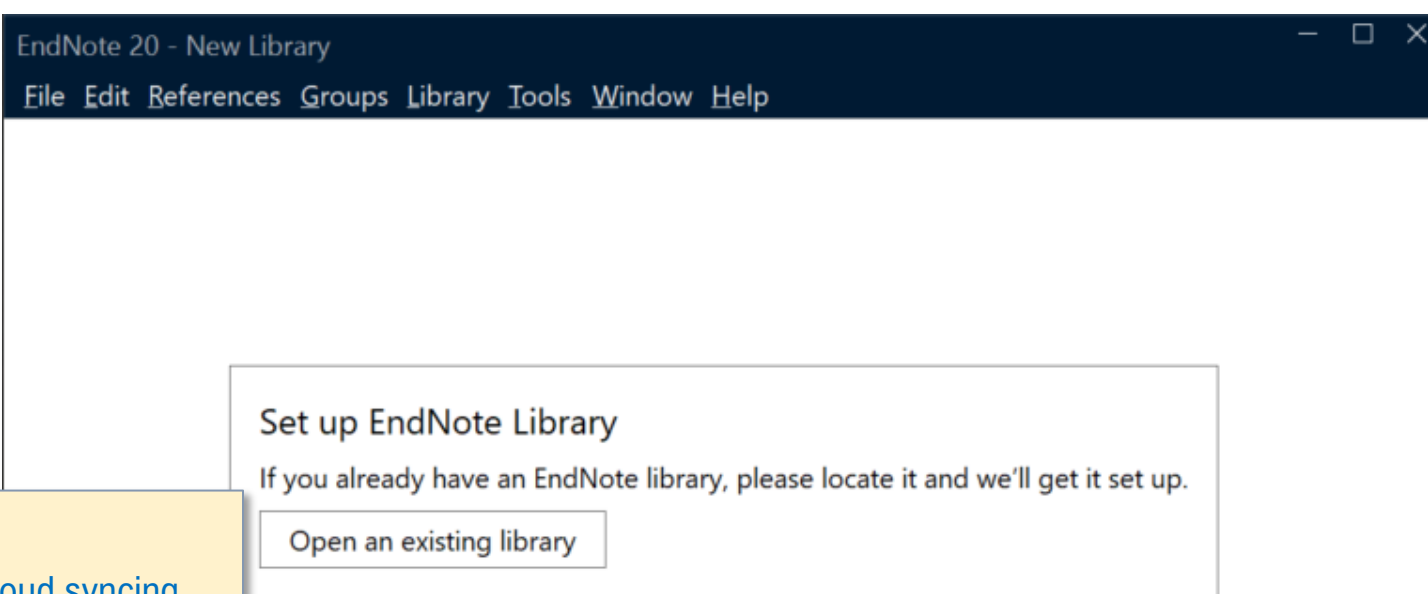 EndNote 20 - New Library
File Edit References Groups Library Tools Window Help
Set up EndNote Library
If you already have an EndNote library, please locate it and we'll get it set up.
Open an existing library
syncing